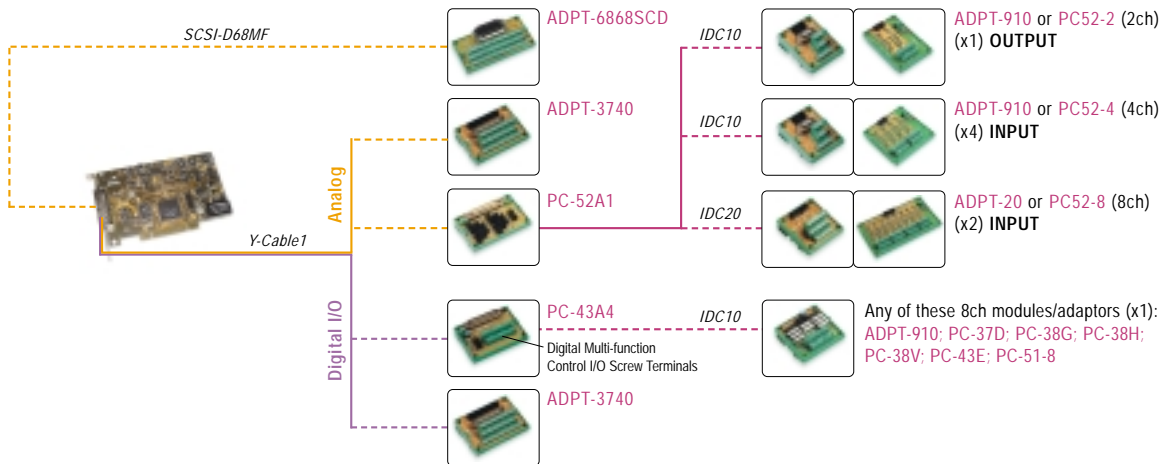 SCSI-D68MF
ADPT-6868SCD
IDC10
ADPT-910 or PC52-2 (2ch)
(x1) OUTPUT
ADPT-3740
IDC10
ADPT-910 or PC52-4 (4ch)
(x4) INPUT
Analog
PC-52A1
IDC20
ADPT-20 or PC52-8 (8ch)
(x2) INPUT
Y-Cable1
Digital I/O
PC-43A4
Digital Multi-function
Control I/O Screw Terminals
IDC10
Any of these 8ch modules/adaptors (x1):
ADPT-910; PC-37D; PC-38G; PC-38H;
PC-38V; PC-43E; PC-51-8
ADPT-3740